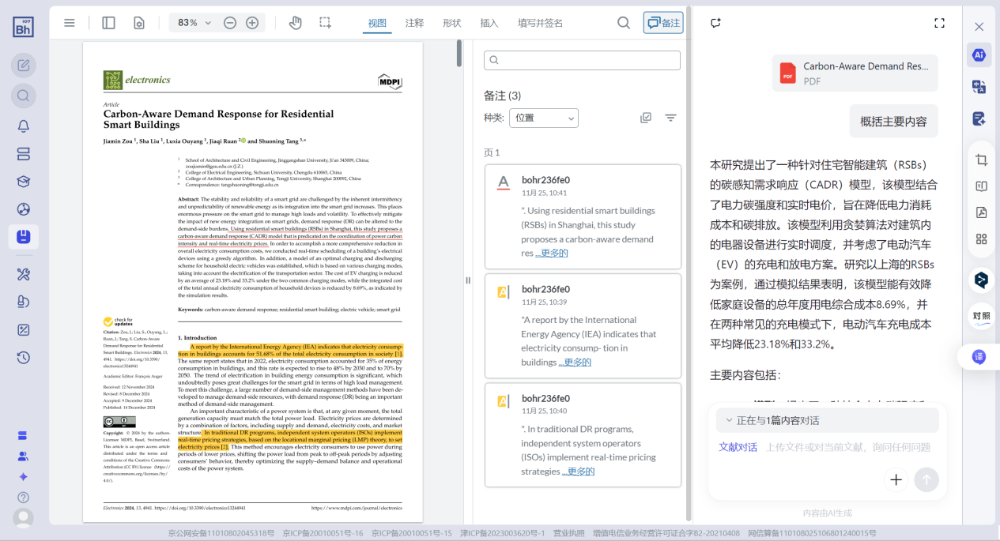 107
Bh
83%
视图
注释
形状
插入
填写并签名
备注
electronics
MDPI
Article
Carbon-Aware Demand Response for Residential
Smart Buildings
Jiamin Zou 1, Sha Liu 1, Luxia Ouyang 1, Jiaqi Ruan 2 and Shuoning Tang 3,*
1 School of Architecture and Civil Engineering, Jinggangshan University, Ji'an 343009, China;
zoujiamin@jgsu.edu.cn (J.Z.)
2 College of Electrical Engineering, Sichuan University, Chengdu 610065, China
3 College of Architecture and Urban Planning, Tongji University, Shanghai 200092, China
* Correspondence: tangshuoning@tongji.edu.cn
Abstract: The stability and reliability of a smart grid are challenged by the inherent intermittency
and unpredictability of renewable energy as its integration into the smart grid increases. This places
enormous pressure on the smart grid to manage high loads and volatility. To effectively mitigate
the impact of new energy integration on smart grids, demand response (DR) can be altered to the
demand-side burdens. Using residential smart buildings (RSBs) in Shanghai, this study proposes a
carbon-aware demand response (CADR) model that is predicated on the coordination of power carbon
intensity and real-time electricity prices. In order to accomplish a more comprehensive reduction in
overall electricity consumption costs, we conducted real-time scheduling of a building's electrical
devices using a greedy algorithm. In addition, a model of an optimal charging and discharging
scheme for household electric vehicles was established, which is based on various charging modes,
taking into account the electrification of the transportation sector. The cost of EV charging is reduced
by an average of 23.18% and 33.2% under the two common charging modes, while the integrated cost
of the total annual electricity consumption of household devices is reduced by 8.69%, as indicated by
the simulation results.
Keywords: carbon-aware demand response; residential smart building; electric vehicle; smart grid
check for
updates
Citation: Zou, J.; Liu, S.; Ouyang, L.;
Ruan, J.; Tang, S. Carbon-Aware
Demand Response for Residential
Smart Buildings. Electronics 2024, 13,
4941. https://doi.org/10.3390/
electronics13244941
Academic Editor: François Auger
Received: 12 November 2024
Revised: 8 December 2024
Accepted: 9 December 2024
Published: 14 December 2024
Copyright: © 2024 by the authors.
Licensee MDPI, Basel, Switzerland.
This article is an open access article
distributed under the terms and
conditions of the Creative Commons
Attribution (CC BY) license (https://
creativecommons.org/licenses/by/
4.0/).
1. Introduction
A report by the International Energy Agency (IEA) indicates that electricity consump-
tion in buildings accounts for 51.68% of the total electricity consumption in society [1].
The same report states that in 2022, electricity consumption accounted for 35% of energy
consumption in buildings, and this rate is expected to rise to 48% by 2030 and to 70% by
2050. The trend of electrification in building energy consumption is significant, which
undoubtedly poses great challenges for the smart grid in terms of high load management.
To meet this challenge, a large number of demand-side management methods have been de-
veloped to manage demand-side resources, with demand response (DR) being an important
method of demand-side management.
An important characteristic of a power system is that, at any given moment, the total
generation capacity must match the total power load. Electricity prices are determined
by a combination of factors, including supply and demand, electricity costs, and market
structure. In traditional DR programs, independent system operators (ISOs) implement
real-time pricing strategies, based on the locational marginal pricing (LMP) theory, to set
electricity prices [2]. This method encourages electricity consumers to use power during
periods of lower prices, shifting the power load from peak to off-peak periods by adjusting
consumers' behavior, thereby optimizing the supply–demand balance and operational
costs of the power system.
Electronics 2024, 13, 4941. https://doi.org/10.3390/electronics13244941
https://www.mdpi.com/journal/electronics
备注 (3)
种类:
位置
页 1
A
bohr236fe0
11月 25, 10:41
". Using residential smart buildings
(RSBs) in Shanghai, this study
proposes a carbon-aware demand
res ...更多的
A
bohr236fe0
11月 25, 10:39
"A report by the International
Energy Agency (IEA) indicates that
electricity consump- tion in
buildings ...更多的
A
bohr236fe0
11月 25, 10:40
". In traditional DR programs,
independent system operators
(ISOs) implement real-time pricing
strategies ...更多的
PDF
Carbon-Aware Demand Res...
PDF
概括主要内容
本研究提出了一种针对住宅智能建筑（RSBs）
的碳感知需求响应（CADR）模型，该模型结合
了电力碳强度和实时电价，旨在降低电力消耗
成本和碳排放。该模型利用贪婪算法对建筑内
的电器设备进行实时调度，并考虑了电动汽车
（EV）的充电和放电方案。研究以上海的RSBs
为案例，通过模拟结果表明，该模型能有效降
低家庭设备的总年度用电综合成本8.69%，并
在两种常见的充电模式下，电动汽车充电成本
平均降低23.18%和33.2%。
主要内容包括：
正在与1篇内容对话
文献对话
上传文件或对当前文献，询问任何问题
内容由AI生成
Ai
中
A
对照
译
京公网安备11010802045318号
京ICP备20010051号-16
京ICP备20010051号-15
津ICP备2023003620号-1
营业执照
增值电信业务经营许可证合字B2-20210408
网信算备110108025106801240015号